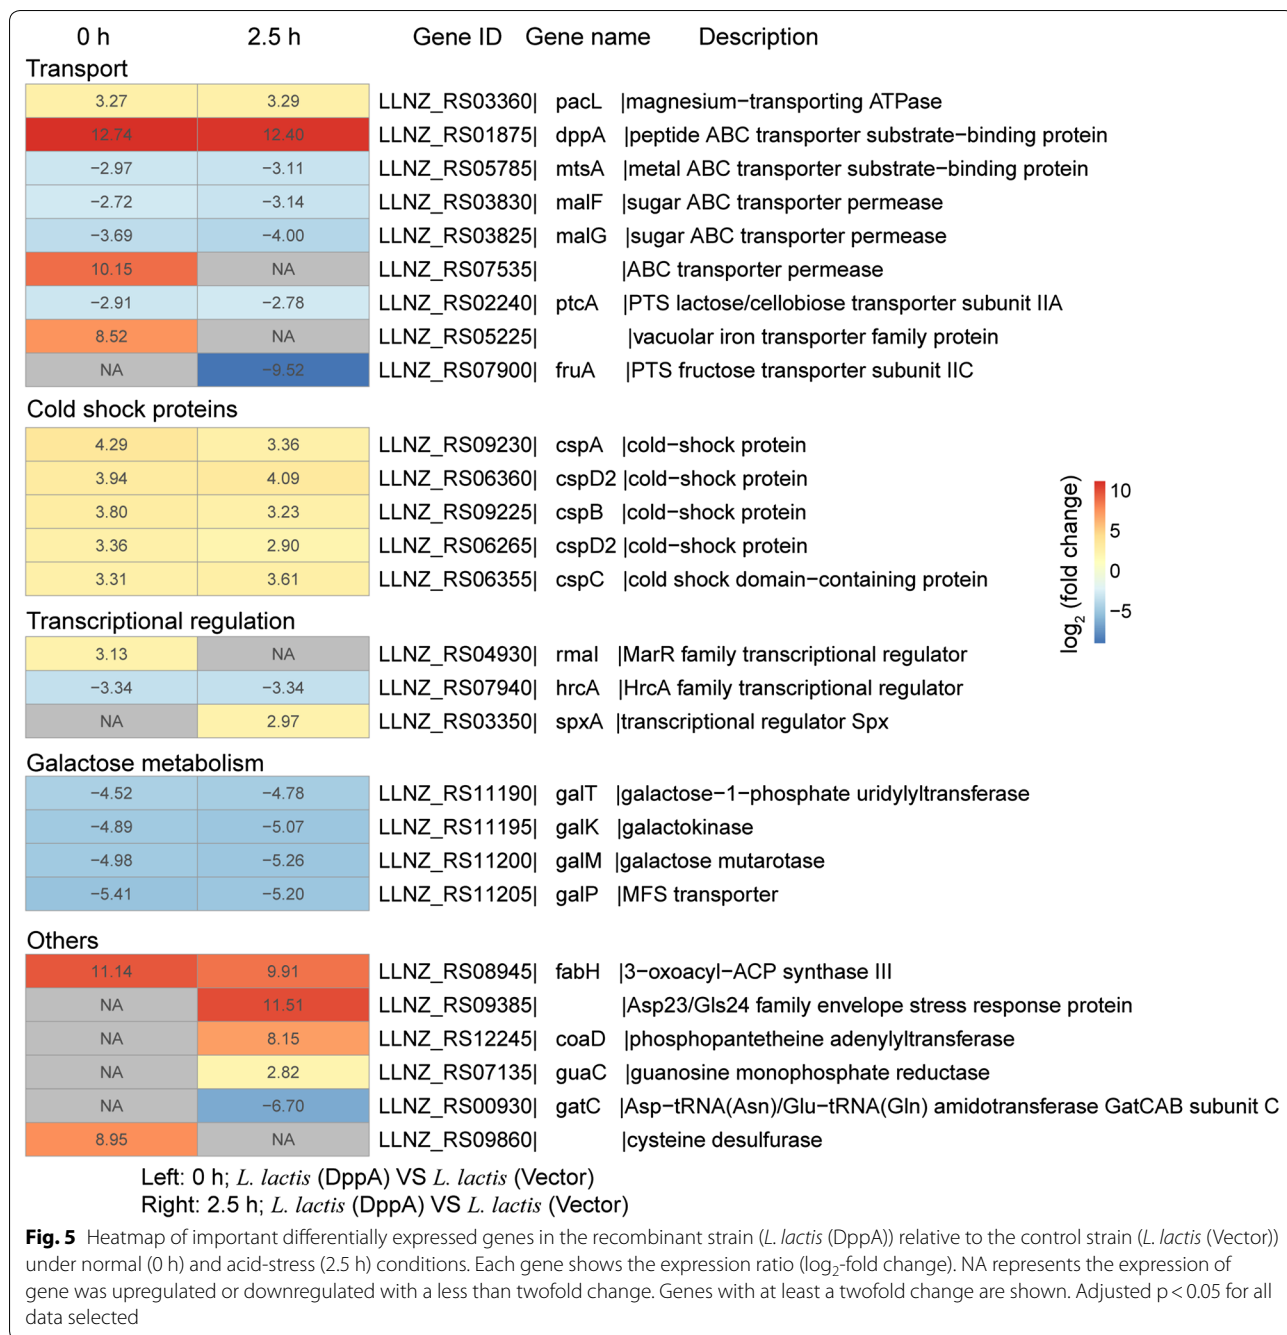 0 h 2.5 h Gene ID Gene name Description
Transport
3.27 3.29 LLNZ_RS03360| pacL |magnesium−transporting ATPase
12.74 12.40 LLNZ_RS01875| dppA |peptide ABC transporter substrate−binding protein
−2.97 −3.11 LLNZ_RS05785| mtsA |metal ABC transporter substrate−binding protein
−2.72 −3.14 LLNZ_RS03830| malF |sugar ABC transporter permease
−3.69 −4.00 LLNZ_RS03825| malG |sugar ABC transporter permease
10.15 NA LLNZ_RS07535| |ABC transporter permease
−2.91 −2.78 LLNZ_RS02240| ptcA |PTS lactose/cellobiose transporter subunit IIA
8.52 NA LLNZ_RS05225| |vacuolar iron transporter family protein
NA −9.52 LLNZ_RS07900| fruA |PTS fructose transporter subunit IIC
Cold shock proteins
4.29 3.36 LLNZ_RS09230| cspA |cold−shock protein
3.94 4.09 LLNZ_RS06360| cspD2 |cold−shock protein
3.80 3.23 LLNZ_RS09225| cspB |cold−shock protein
3.36 2.90 LLNZ_RS06265| cspD2 |cold−shock protein
3.31 3.61 LLNZ_RS06355| cspC |cold shock domain−containing protein
log2 (fold change)
10
5
0
−5
Transcriptional regulation
3.13 NA LLNZ_RS04930| rmaI |MarR family transcriptional regulator
−3.34 −3.34 LLNZ_RS07940| hrcA |HrcA family transcriptional regulator
NA 2.97 LLNZ_RS03350| spxA |transcriptional regulator Spx
Galactose metabolism
−4.52 −4.78 LLNZ_RS11190| galT |galactose−1−phosphate uridylyltransferase
−4.89 −5.07 LLNZ_RS11195| galK |galactokinase
−4.98 −5.26 LLNZ_RS11200| galM |galactose mutarotase
−5.41 −5.20 LLNZ_RS11205| galP |MFS transporter
Others
11.14 9.91 LLNZ_RS08945| fabH |3−oxoacyl−ACP synthase III
NA 11.51 LLNZ_RS09385| |Asp23/Gls24 family envelope stress response protein
NA 8.15 LLNZ_RS12245| coaD |phosphopantetheine adenylyltransferase
NA 2.82 LLNZ_RS07135| guaC |guanosine monophosphate reductase
NA −6.70 LLNZ_RS00930| gatC |Asp−tRNA(Asn)/Glu−tRNA(Gln) amidotransferase GatCAB subunit C
8.95 NA LLNZ_RS09860| |cysteine desulfurase
Left: 0 h; L. lactis (DppA) VS L. lactis (Vector)
Right: 2.5 h; L. lactis (DppA) VS L. lactis (Vector)
Fig. 5 Heatmap of important differentially expressed genes in the recombinant strain (L. lactis (DppA)) relative to the control strain (L. lactis (Vector))
under normal (0 h) and acid-stress (2.5 h) conditions. Each gene shows the expression ratio (log2-fold change). NA represents the expression of
gene was upregulated or downregulated with a less than twofold change. Genes with at least a twofold change are shown. Adjusted p < 0.05 for all
data selected